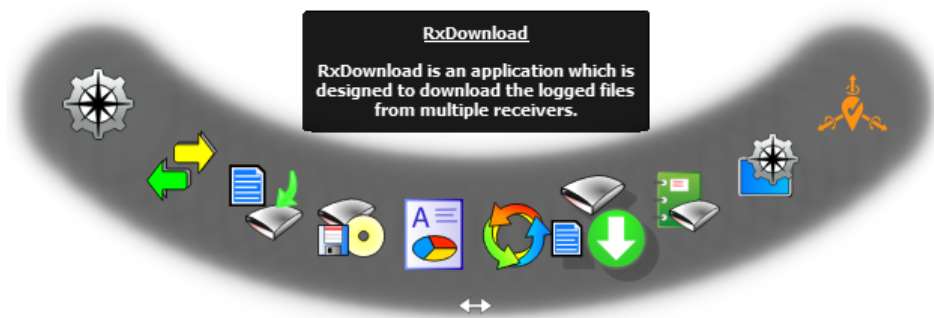 RxDownload
RxDownload is an application which is
designed to download the logged files
from multiple receivers.
A